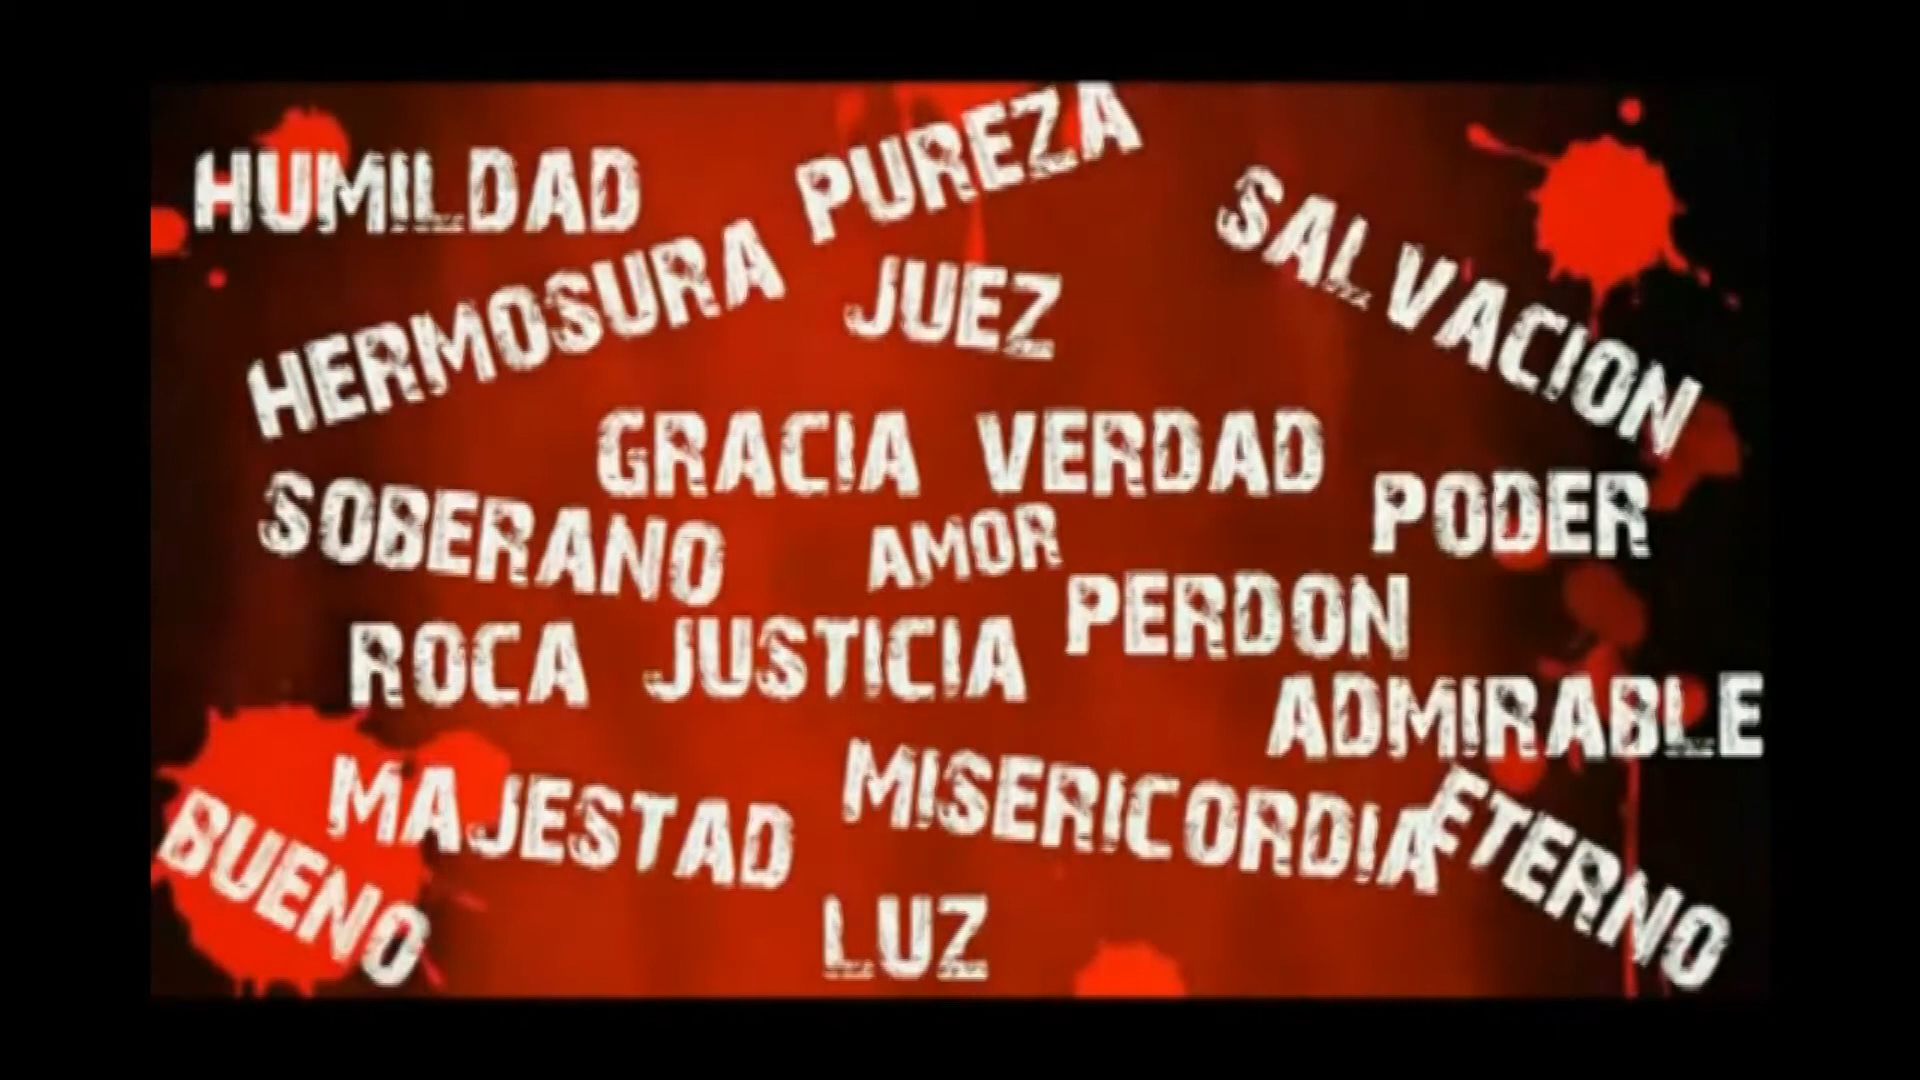 HUMILDAD
PUREZA
SALVACION
HERMOSURA
JUEZ
GRACIA VERDAD
PODER
SOBERANO
AMOR
PERDON
ROCA JUSTICIA
ADMIRABLE
MAJESTAD
MISERICORDIA
ETERNO
BUENO
LUZ